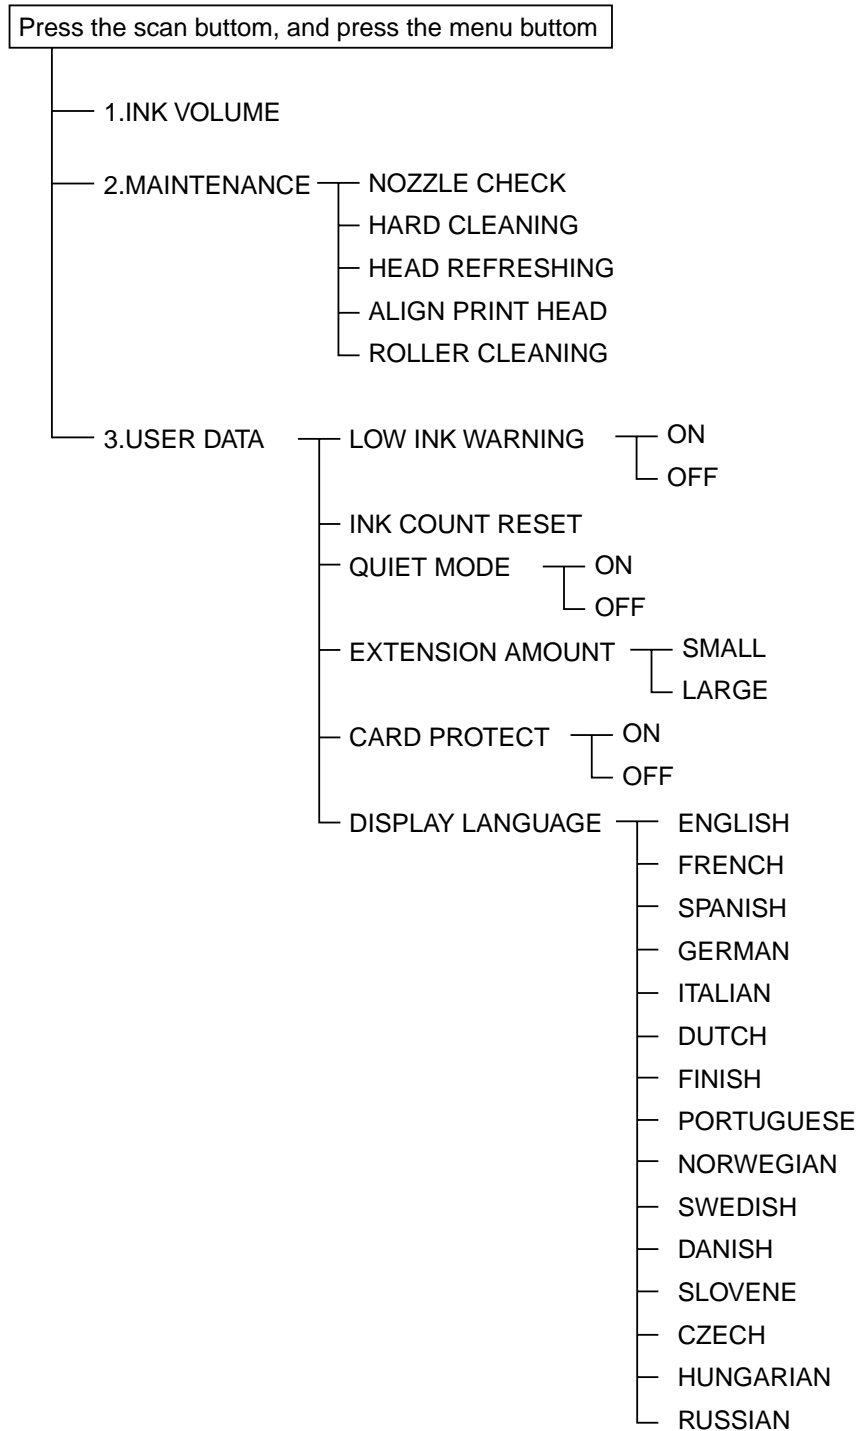 Press the scan buttom, and press the menu buttom
1.INK VOLUME
2.MAINTENANCE
NOZZLE CHECK
HARD CLEANING
HEAD REFRESHING
ALIGN PRINT HEAD
ROLLER CLEANING
3.USER DATA
LOW INK WARNING
ON
OFF
INK COUNT RESET
QUIET MODE
ON
OFF
EXTENSION AMOUNT
SMALL
LARGE
CARD PROTECT
ON
OFF
DISPLAY LANGUAGE
ENGLISH
FRENCH
SPANISH
GERMAN
ITALIAN
DUTCH
FINISH
PORTUGUESE
NORWEGIAN
SWEDISH
DANISH
SLOVENE
CZECH
HUNGARIAN
RUSSIAN